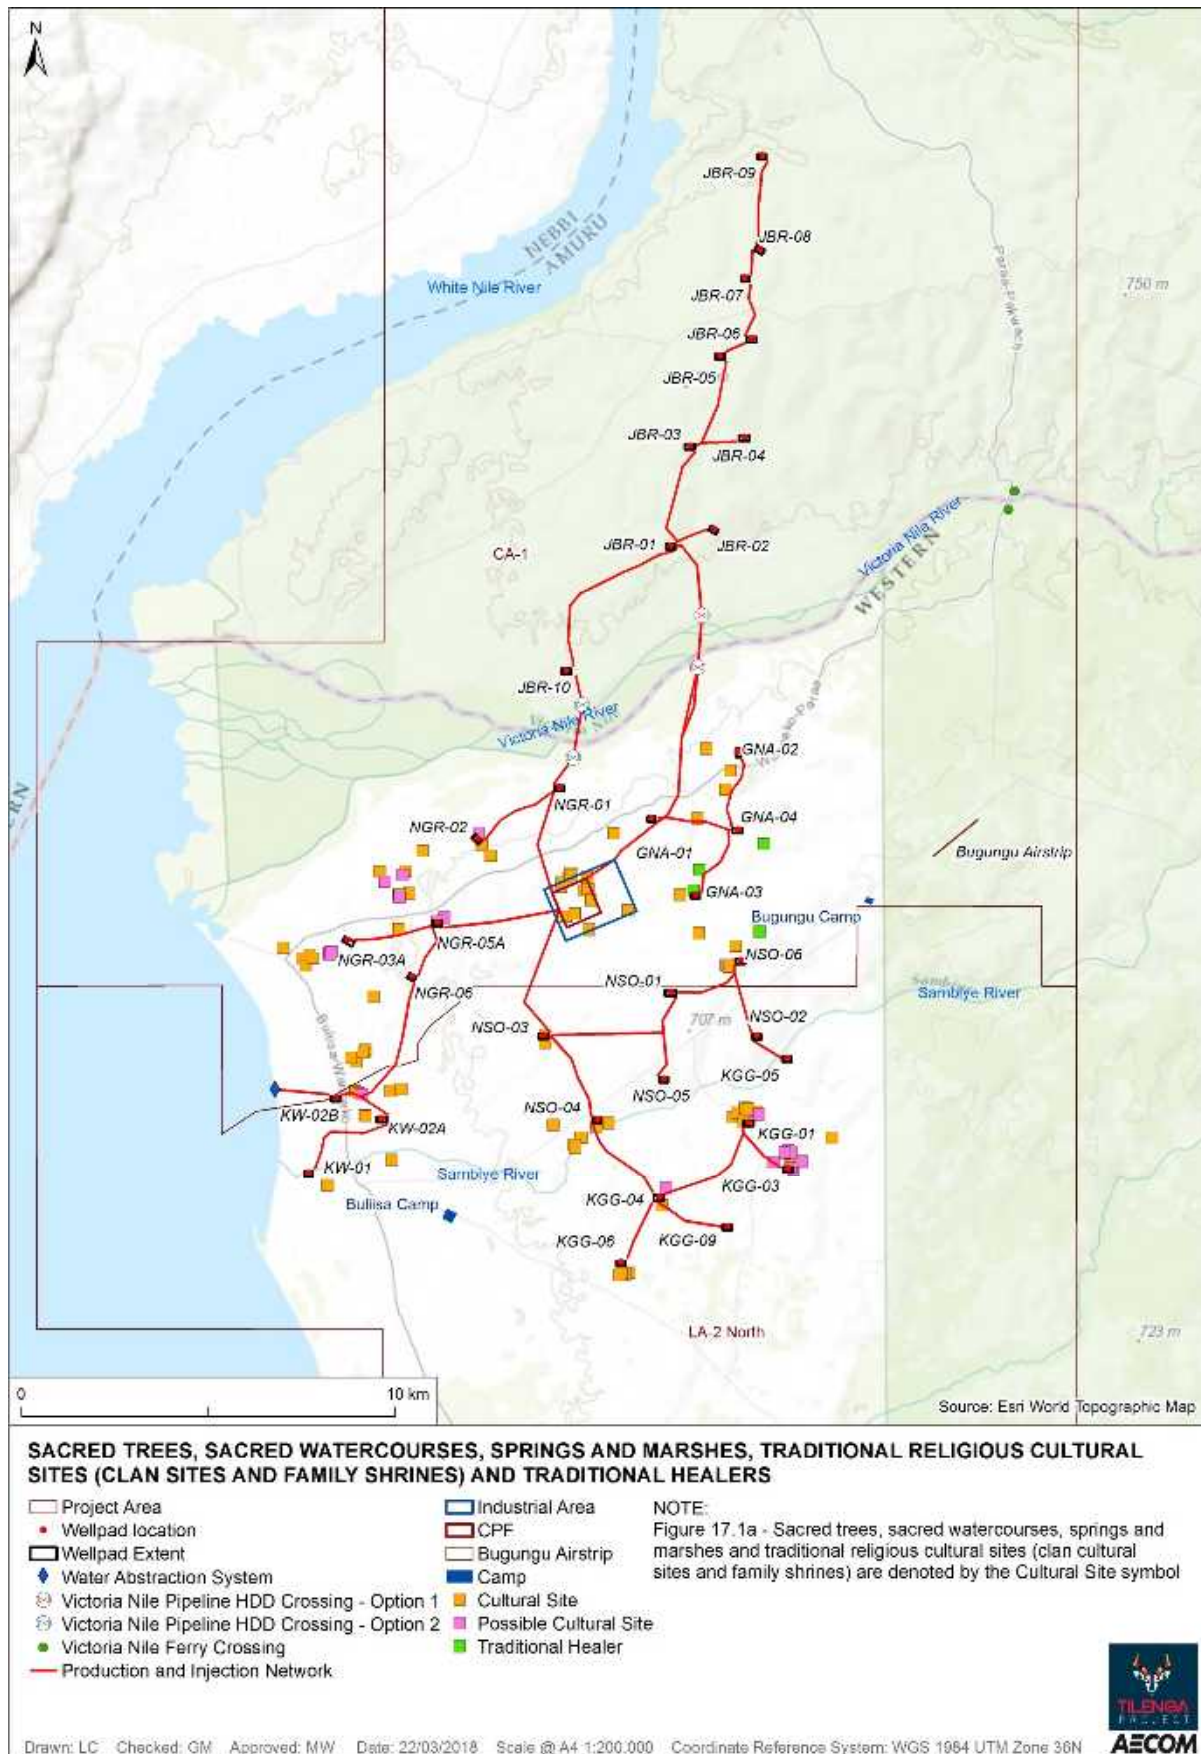 N
JBR-09
NEBBI
AMURU
JBR-08
White Nile River
JBR-07
750 m
Paraa-Pakwach
JBR-06
JBR-05
JBR-03
JBR-04
Victoria Nile River
WESTERN
CA-1
JBR-01
JBR-02
JBR-10
Victoria Nile River
GNA-02
ERN
NGR-01
NGR-02
GNA-04
GNA-01
Bugungu Airstrip
GNA-03
Bugungu Camp
NGR-05A
NGR-03A
NSO-06
NGR-06
NSO-01
Sambiye River
NSO-03
707 m
NSO-02
KGG-05
NSO-05
NSO-04
KW-02B
KW-02A
KGG-01
KW-01
Sambiye River
KGG-03
Buliisa Camp
KGG-04
KGG-06
KGG-09
LA-2 North
723 m
0
10 km
Source: Esri World Topographic Map
SACRED TREES, SACRED WATERCOURSES, SPRINGS AND MARSHES, TRADITIONAL RELIGIOUS CULTURAL
SITES (CLAN SITES AND FAMILY SHRINES) AND TRADITIONAL HEALERS
Project Area
Wellpad location
Wellpad Extent
Water Abstraction System
Victoria Nile Pipeline HDD Crossing - Option 1
Victoria Nile Pipeline HDD Crossing - Option 2
Victoria Nile Ferry Crossing
Production and Injection Network
Industrial Area
CPF
Bugungu Airstrip
Camp
Cultural Site
Possible Cultural Site
Traditional Healer
NOTE:
Figure 17.1a - Sacred trees, sacred watercourses, springs and
marshes and traditional religious cultural sites (clan cultural
sites and family shrines) are denoted by the Cultural Site symbol
TILENGA
PROJECT
AECOM
Drawn: LC Checked: GM Approved: MW Date: 22/03/2018 Scale @ A4 1:200,000 Coordinate Reference System: WGS 1984 UTM Zone 36N